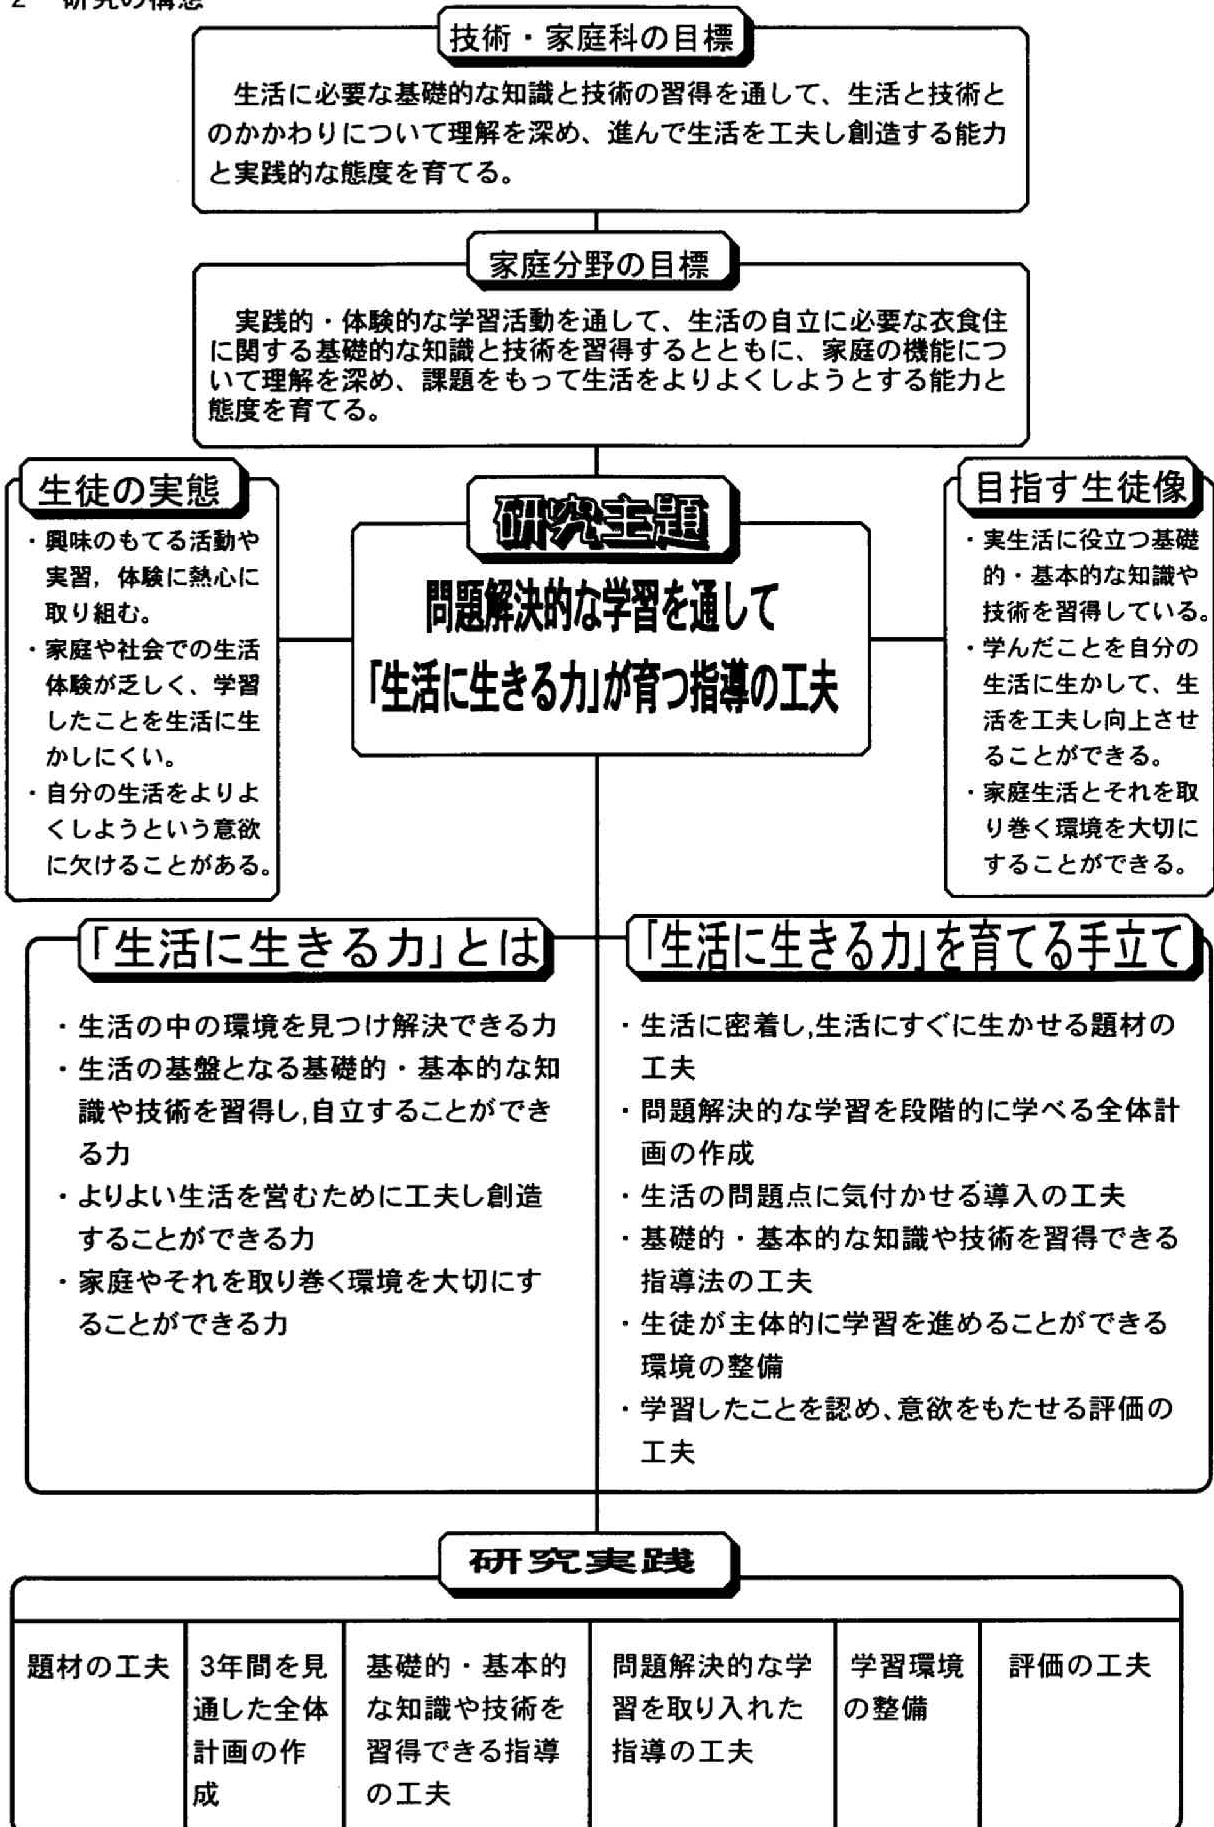 2　研究の構想
技術・家庭科の目標
生活に必要な基礎的な知識と技術の習得を通して、生活と技術と
のかかわりについて理解を深め、進んで生活を工夫し創造する能力
と実践的な態度を育てる。
家庭分野の目標
実践的・体験的な学習活動を通して、生活の自立に必要な衣食住
に関する基礎的な知識と技術を習得するとともに、家庭の機能につ
いて理解を深め、課題をもって生活をよりよくしようとする能力と
態度を育てる。
生徒の実態
・興味のもてる活動や
実習，体験に熱心に
取り組む。
・家庭や社会での生活
体験が乏しく、学習
したことを生活に生
かしにくい。
・自分の生活をよりよ
くしようという意欲
に欠けることがある。
研究主題
問題解決的な学習を通して
「生活に生きる力」が育つ指導の工夫
目指す生徒像
・実生活に役立つ基礎
的・基本的な知識や
技術を習得している。
・学んだことを自分の
生活に生かして、生
活を工夫し向上させ
ることができる。
・家庭生活とそれを取
り巻く環境を大切に
することができる。
「生活に生きる力」とは
・生活の中の環境を見つけ解決できる力
・生活の基盤となる基礎的・基本的な知
識や技術を習得し,自立することができ
る力
・よりよい生活を営むために工夫し創造
することができる力
・家庭やそれを取り巻く環境を大切にす
ることができる力
「生活に生きる力」を育てる手立て
・生活に密着し,生活にすぐに生かせる題材の
工夫
・問題解決的な学習を段階的に学べる全体計
画の作成
・生活の問題点に気付かせる導入の工夫
・基礎的・基本的な知識や技術を習得できる
指導法の工夫
・生徒が主体的に学習を進めることができる
環境の整備
・学習したことを認め、意欲をもたせる評価の
工夫
研究実践
題材の工夫
3年間を見
通した全体
計画の作
成
基礎的・基本的
な知識や技術を
習得できる指導
の工夫
問題解決的な学
習を取り入れた
指導の工夫
学習環境
の整備
評価の工夫